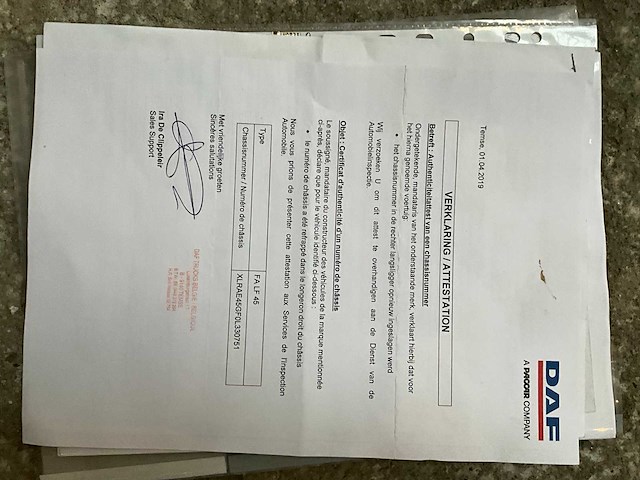 DAF
A PACCAR COMPANY
Temse, 01.04.2019
VERKLARING / ATTESTATION
Betreft : Authenticiteitattest van een chassisnummer
Ondergetekende, mandataris van het onderstaande merk, verklaart hierbij dat voor
het hierna genoemde voertuig:
• het chassisnummer in de rechter langsligger opnieuw ingeslagen werd
Wij verzoeken U om dit attest te overhandigen aan de Dienst van de
Automobielinspectie.
Objet : Certificat d'authenticité d'un numéro de châssis
Le soussigné, mandataire du constructeur des véhicules de la marque mentionnée
ci-après, déclare que pour le véhicule identifié ci-dessous :
• le numéro de châssis a été refrappé dans le longeron droit du châssis
Nous vous prions de présenter cette attestation aux Services de l'Inspection
Automobile.
Type FA LF 45
Chassisnummer / Numéro de châssis XLRAE45GF0L330751
Met vriendelijke groeten
Sincères salutations
Ira De Clippeleir
Sales Support